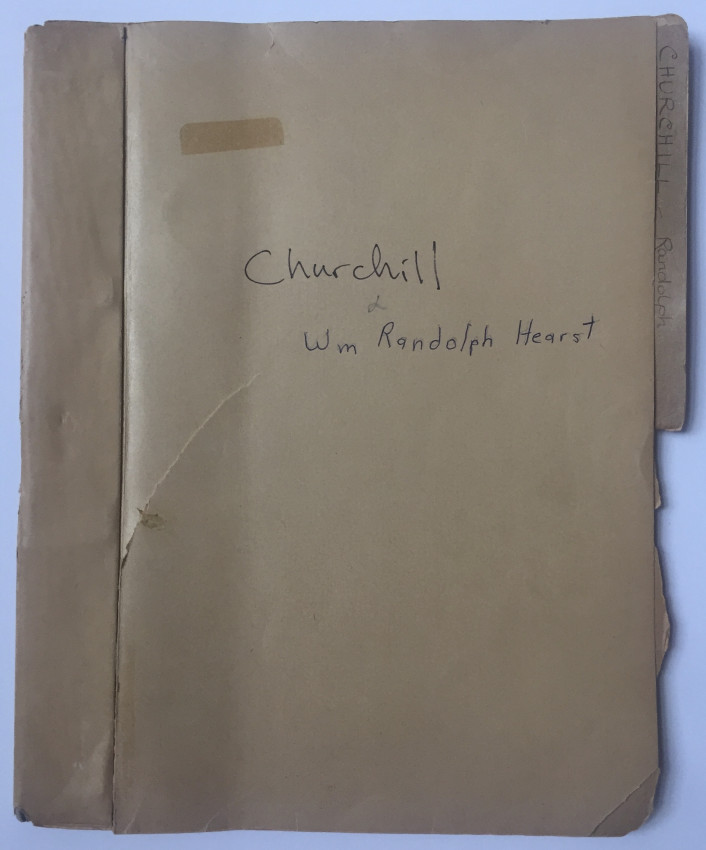 Churchill
&
Wm Randolph Hearst
CHURCHILL - Randolph